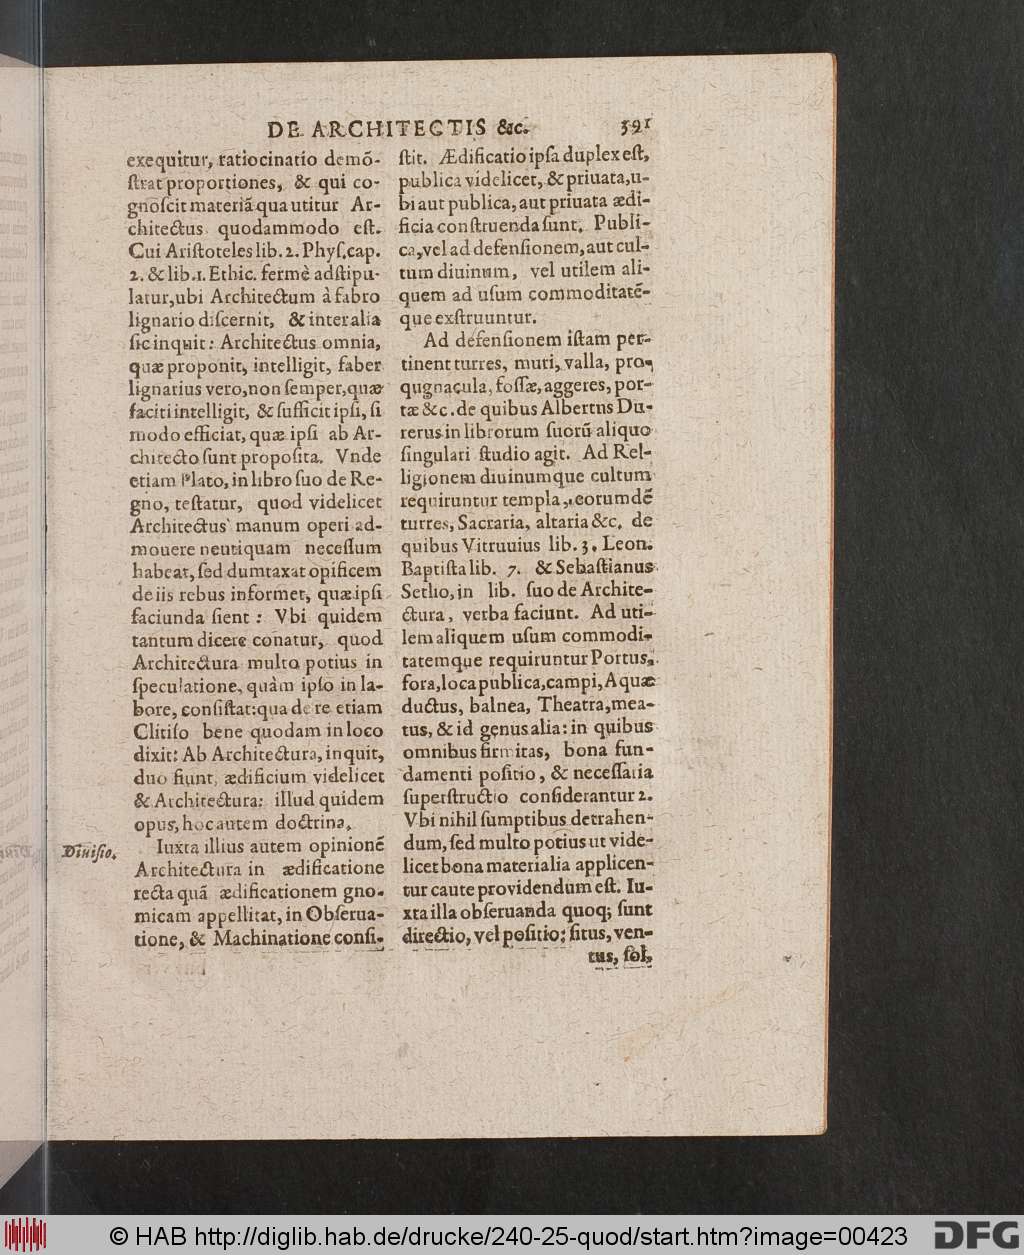 DE ARCHITECTIS &c. 591
exequitur, ratiocinatio demõ-
ſtrat proportiones, & qui co-
gnoſcit materiã qua utitur Ar-
chitectus quodammodo eſt.
Cui Ariſtoteles lib. 2. Phyſ. cap.
2. & lib. 1. Ethic. fermè adſtipu-
latur, ubi Architectum à fabro
lignario diſcernit, & inter alia
ſic inquit: Architectus omnia,
quæ proponit, intelligit, faber
lignarius vero, non ſemper, quæ
faciti intelligit, & ſufficit ipſi, ſi
modo efficiat, quæ ipſi ab Ar-
chitecto ſunt propoſita. Vnde
etiam Plato, in libro ſuo de Re-
gno, teſtatur, quod videlicet
Architectus manum operi ad-
mouere neutiquam neceſſum
habeat, ſed dumtaxat opificem
de iis rebus informet, quæ ipſi
faciunda ſient: Vbi quidem
tantum dicere conatur, quod
Architectura multo potius in
ſpeculatione, quàm ipſo in la-
bore, conſiſtat: qua de re etiam
Clitiſo bene quodam in loco
dixit: Ab Architectura, inquit,
duo fiunt, ædificium videlicet
& Architectura: illud quidem
opus, hoc autem doctrina.
Diuiſio.
Iuxta illius autem opinionẽ
Architectura in ædificatione
recta quã ædificationem gno-
micam appellitat, in Obſerua-
tione, & Machinatione conſi-
ſtit. Ædificatio ipſa duplex eſt,
publica videlicet, & priuata, u-
bi aut publica, aut priuata ædi-
ficia conſtruenda ſunt. Publi-
ca, vel ad defenſionem, aut cul-
tum diuinum, vel utilem ali-
quem ad uſum commoditatẽ-
que exſtruuntur.
Ad defenſionem iſtam per-
tinent turres, muri, valla, pro-
qugnacula, foſſæ, aggeres, por-
tæ &c. de quibus Albertns Du-
rerus in librorum ſuorũ aliquo
ſingulari ſtudio agit. Ad Rel-
ligionem diuinumque cultum
requiruntur templa, eorumdẽ
turres, Sacraria, altaria &c. de
quibus Vitruuius lib. 3. Leon.
Baptiſta lib. 7. & Sebaſtianus
Setlio, in lib. ſuo de Archite-
ctura, verba faciunt. Ad uti-
lem aliquem uſum commodi-
tatemque requiruntur Portus,
fora, loca publica, campi, Aquæ
ductus, balnea, Theatra, mea-
tus, & id genus alia: in quibus
omnibus firmitas, bona fun-
damenti poſitio, & neceſſaria
ſuperſtructio conſiderantur 2.
Vbi nihil ſumptibus detrahen-
dum, ſed multo potius ut vide-
licet bona materialia applicen-
tur caute providendum eſt. Iu-
xta illa obſeruanda quoq; ſunt
directio, vel poſitio; ſitus, ven-
tus, ſol,
© HAB http://diglib.hab.de/drucke/240-25-quod/start.htm?image=00423
DFG